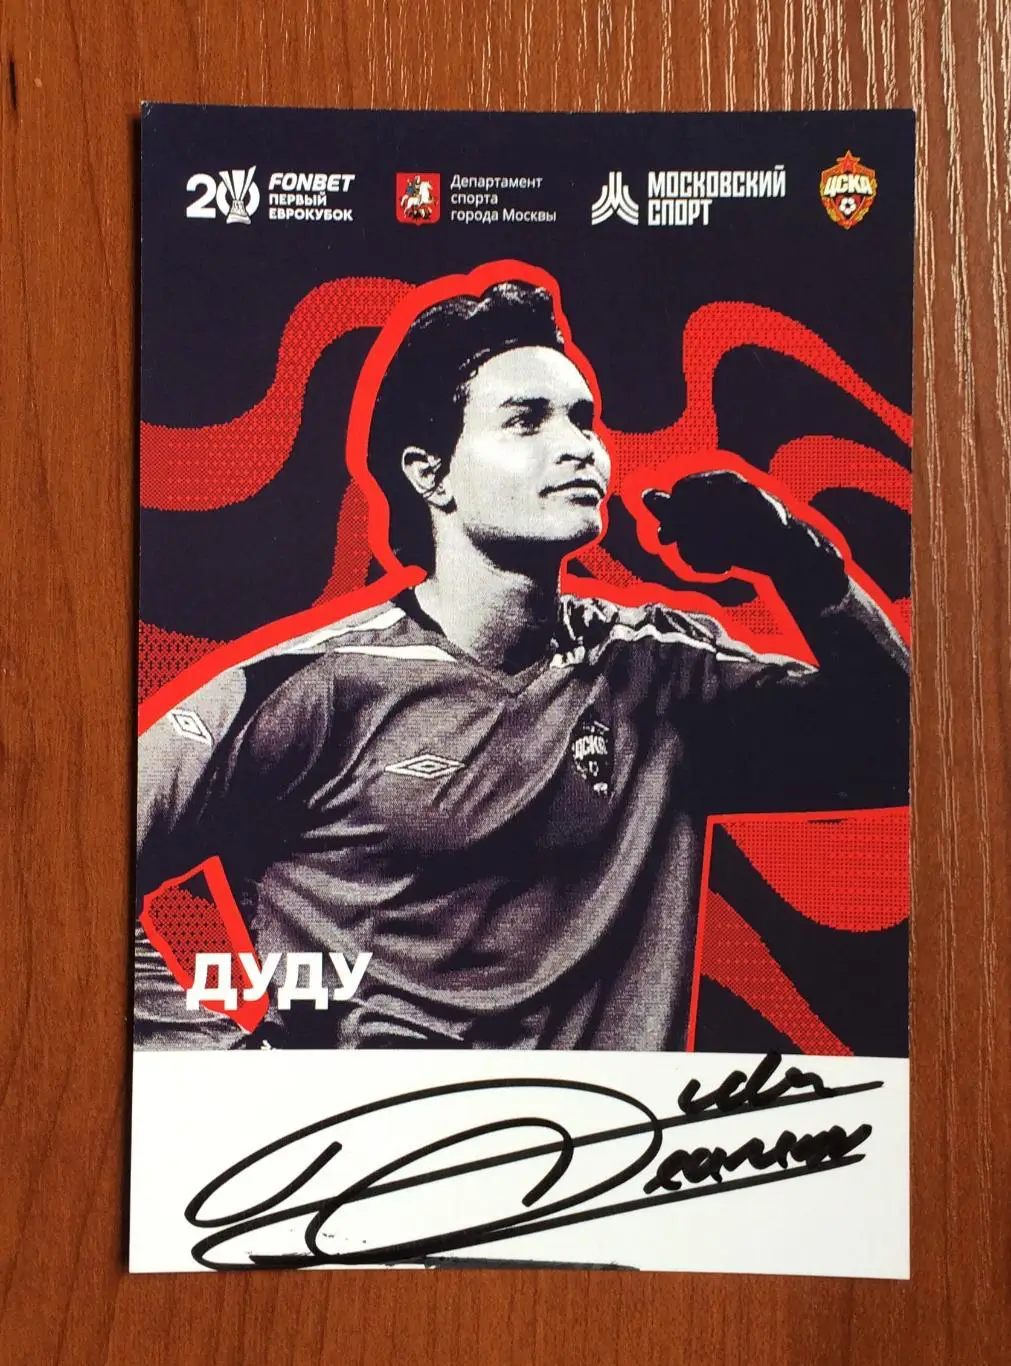 20 FONBET
ПЕРВЫЙ
ЕВРОКУБОК
Департамент
спорта
города Москвы
МОСКОВСКИЙ
СПОРТ
ЦСКА
ЦСКА
ДУДУ